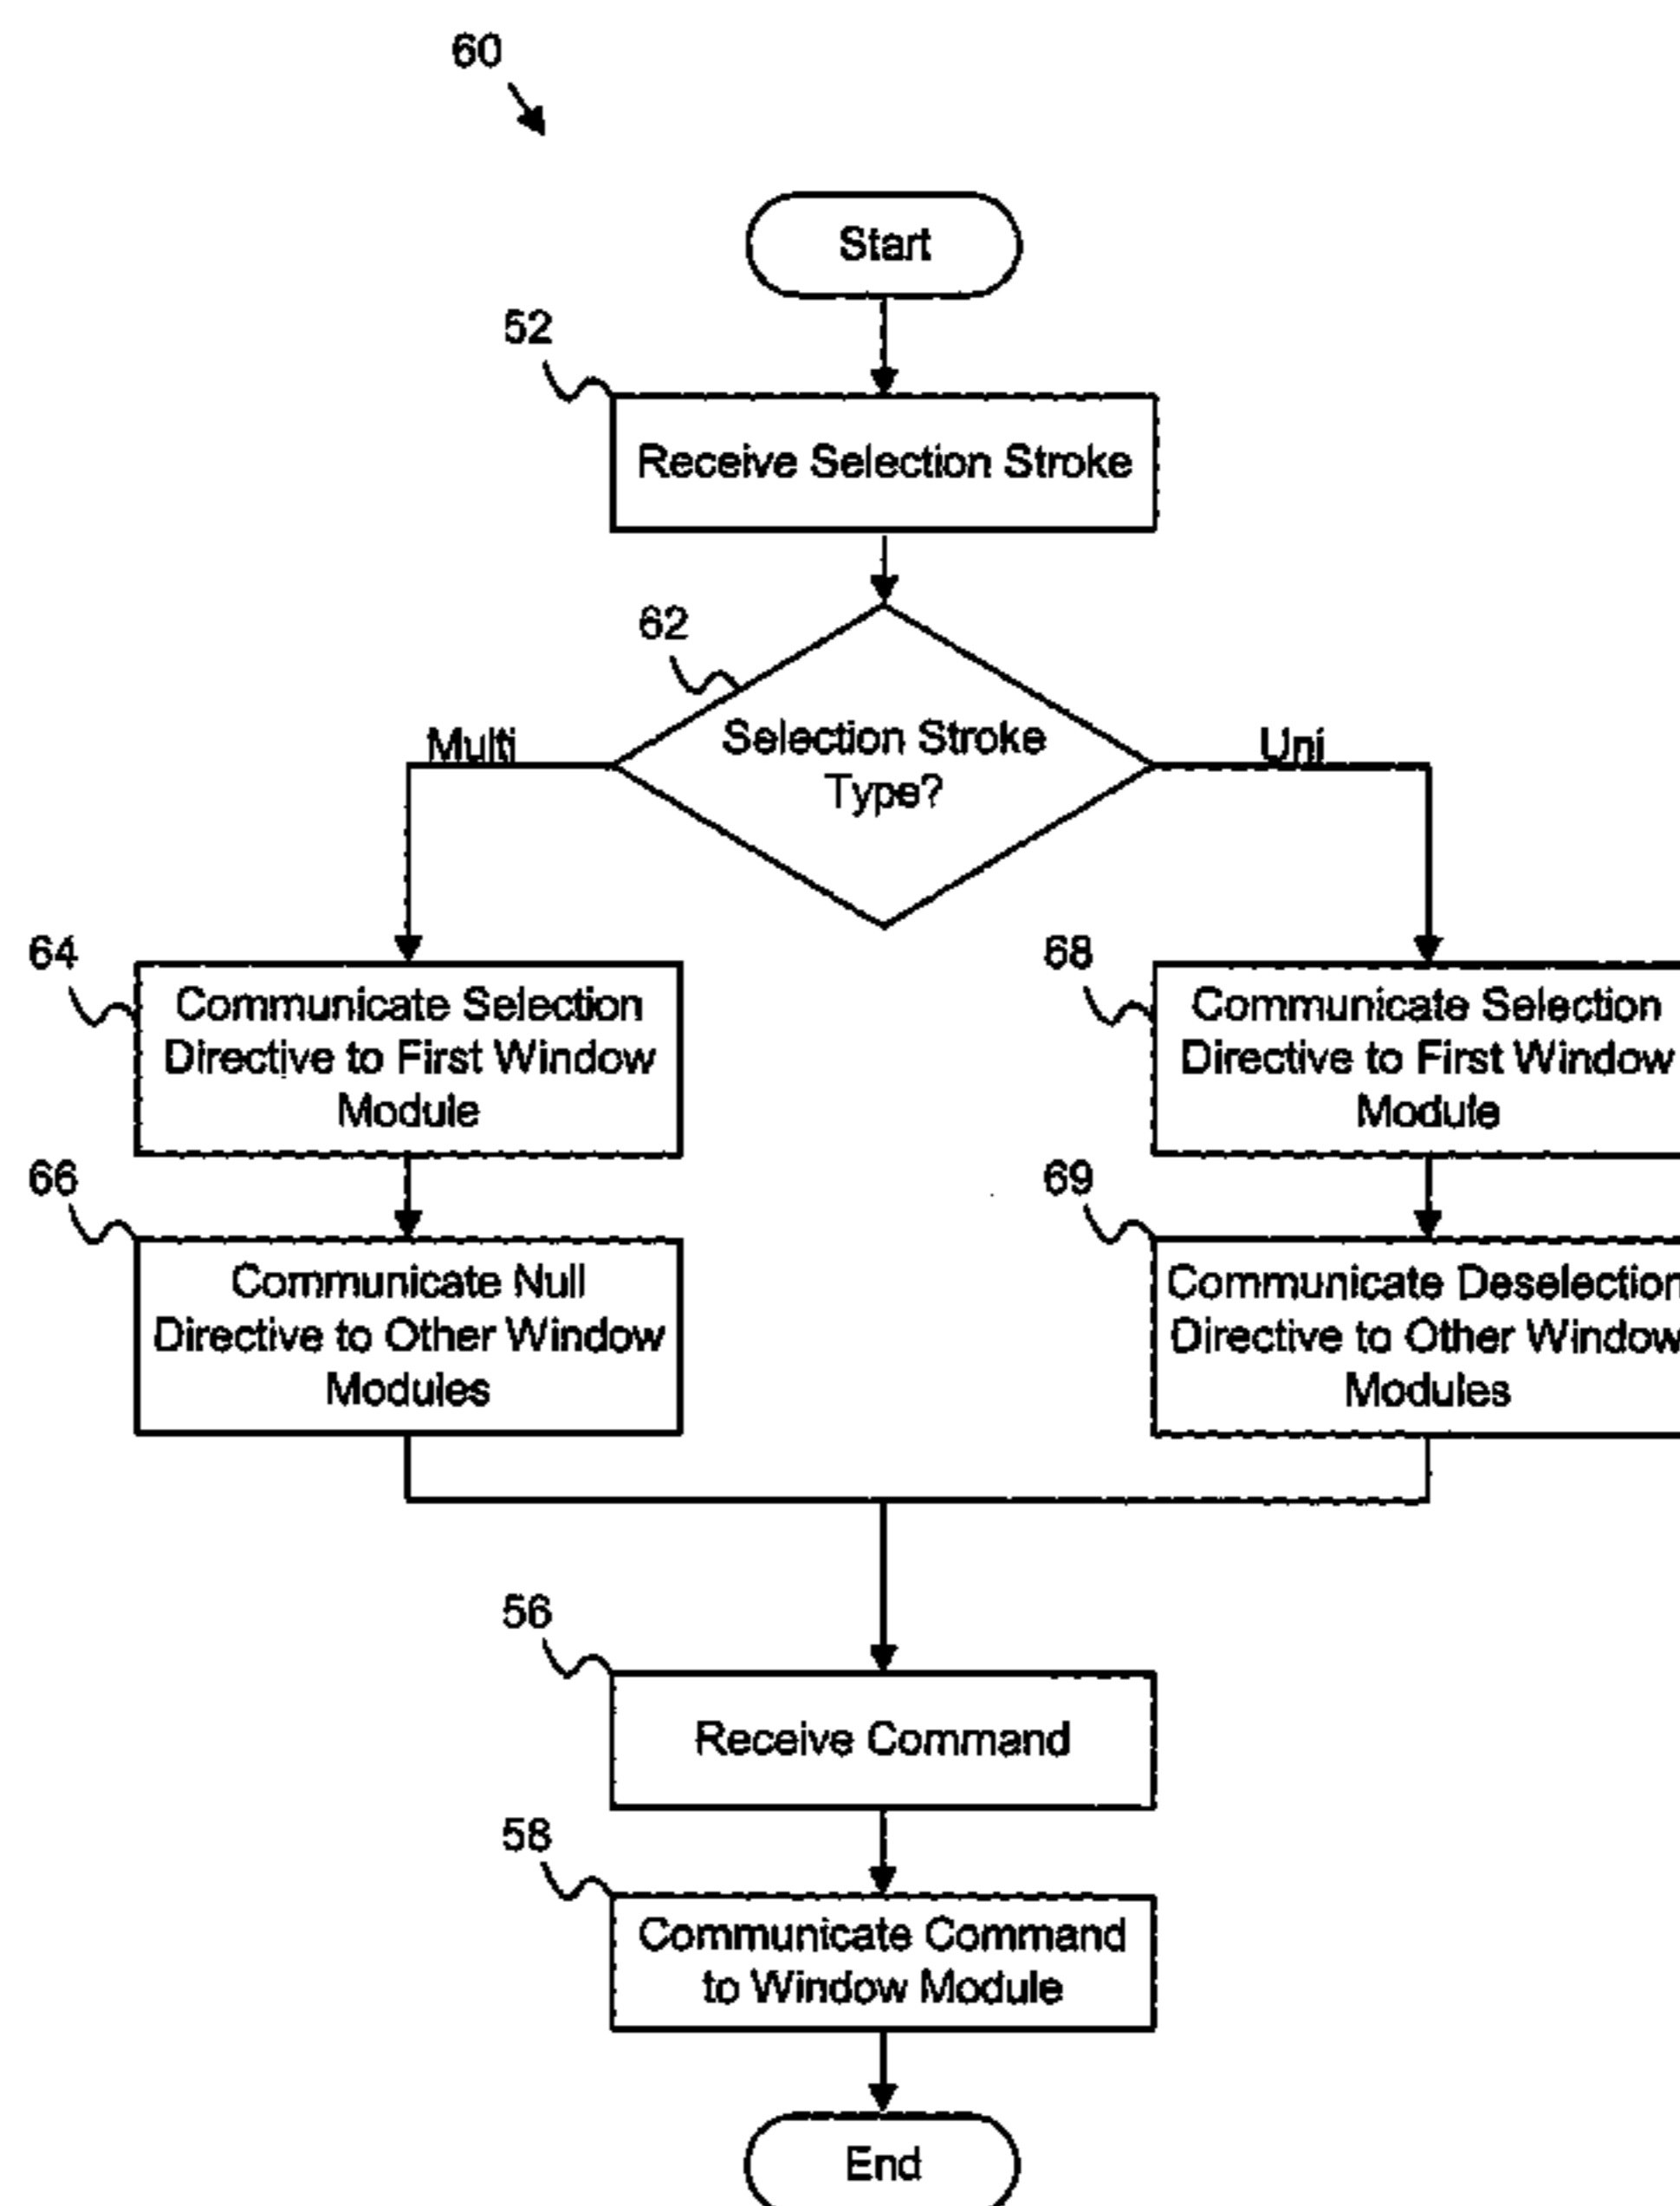 60
Start
52
Receive Selection Stroke
62
Selection Stroke
Type?
Multi
Uni
64
Communicate Selection
Directive to First Window
Module
68
Communicate Selection
Directive to First Window
Module
66
Communicate Null
Directive to Other Window
Modules
69
Communicate Deselection
Directive to Other Window
Modules
56
Receive Command
58
Communicate Command
to Window Module
End